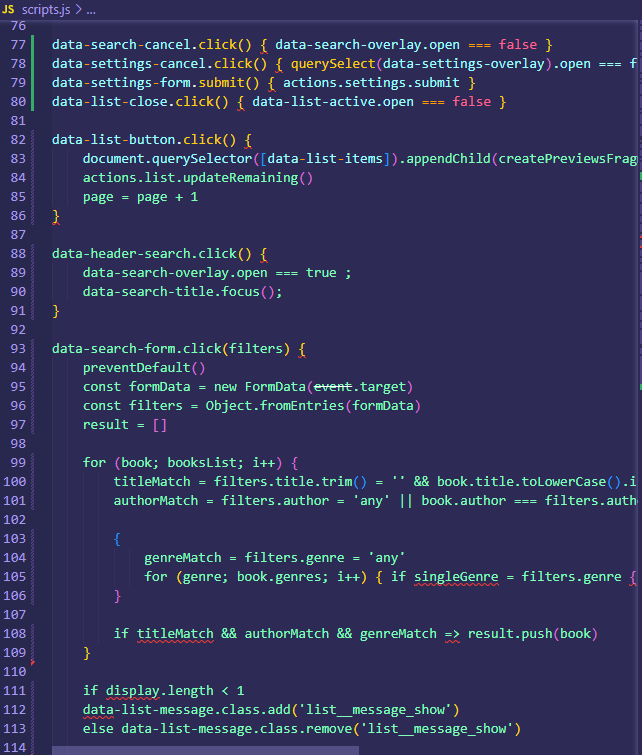 JS scripts.js > ...
76
77 data-search-cancel.click() { data-search-overlay.open === false }
78 data-settings-cancel.click() { querySelect(data-settings-overlay).open === f
79 data-settings-form.submit() { actions.settings.submit }
80 data-list-close.click() { data-list-active.open === false }
81
82 data-list-button.click() {
83 document.querySelector([data-list-items]).appendChild(createPreviewsFrag
84 actions.list.updateRemaining()
85 page = page + 1
86 }
87
88 data-header-search.click() {
89 data-search-overlay.open === true ;
90 data-search-title.focus();
91 }
92
93 data-search-form.click(filters) {
94 preventDefault()
95 const formData = new FormData(event.target)
96 const filters = Object.fromEntries(formData)
97 result = []
98
99 for (book; booksList; i++) {
100 titleMatch = filters.title.trim() = '' && book.title.toLowerCase().i
101 authorMatch = filters.author = 'any' || book.author === filters.auth
102
103 {
104 genreMatch = filters.genre = 'any'
105 for (genre; book.genres; i++) { if singleGenre = filters.genre {
106 }
107
108 if titleMatch && authorMatch && genreMatch => result.push(book)
109 }
110
111 if display.length < 1
112 data-list-message.class.add('list__message_show')
113 else data-list-message.class.remove('list__message_show')
114